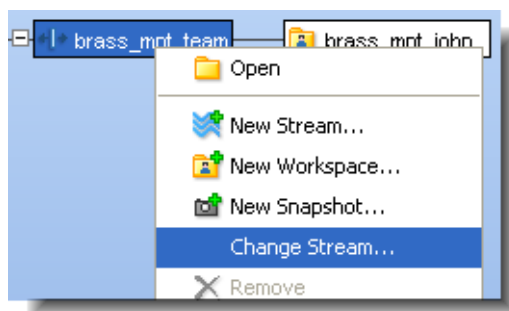 brass_mpt_team
brass_mpt_john
Open
New Stream...
New Workspace...
New Snapshot...
Change Stream...
Remove